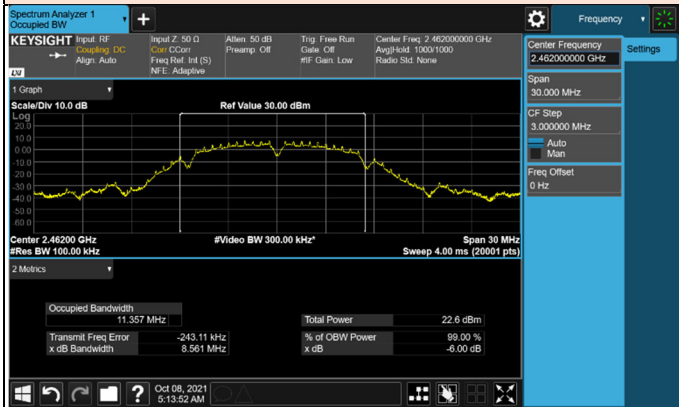 Spectrum Analyzer 1
Occupied BW
Frequency
KEYSIGHT
Input: RF
Coupling: DC
Align: Auto
Input Z: 50 Ω
Corr CCorr
Freq Ref: Int (S)
NFE: Adaptive
Atten: 50 dB
Preamp: Off
Trig: Free Run
Gate: Off
#IF Gain: Low
Center Freq: 2.462000000 GHz
Avg|Hold: 1000/1000
Radio Std: None
LXI
Center Frequency
2.462000000 GHz
Settings
Span
30.000 MHz
CF Step
3.000000 MHz
Auto
Man
Freq Offset
0 Hz
1 Graph
Scale/Div 10.0 dB
Ref Value 30.00 dBm
Log
20.0
10.0
0.00
-10.0
-20.0
-30.0
-40.0
-50.0
-60.0
Center 2.46200 GHz
#Video BW 300.00 kHz*
Span 30 MHz
#Res BW 100.00 kHz
Sweep 4.00 ms (20001 pts)
2 Metrics
Occupied Bandwidth
11.357 MHz
Total Power 22.6 dBm
Transmit Freq Error -243.11 kHz
% of OBW Power 99.00 %
x dB Bandwidth 8.561 MHz
x dB -6.00 dB
?
Oct 08, 2021
5:13:52 AM